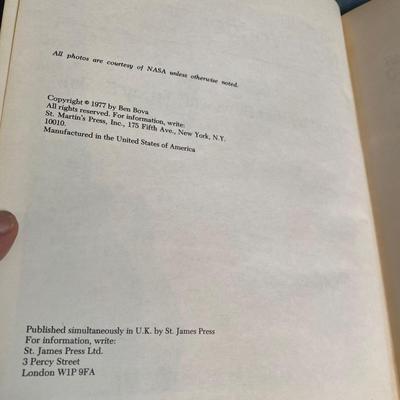 All photos are courtesy of NASA unless otherwise noted.
Copyright © 1977 by Ben Bova
All rights reserved. For information, write:
St. Martin's Press, Inc., 175 Fifth Ave., New York, N.Y.
10010.
Manufactured in the United States of America
Published simultaneously in U.K. by St. James Press
For information, write:
St. James Press Ltd.
3 Percy Street
London W1P 9FA